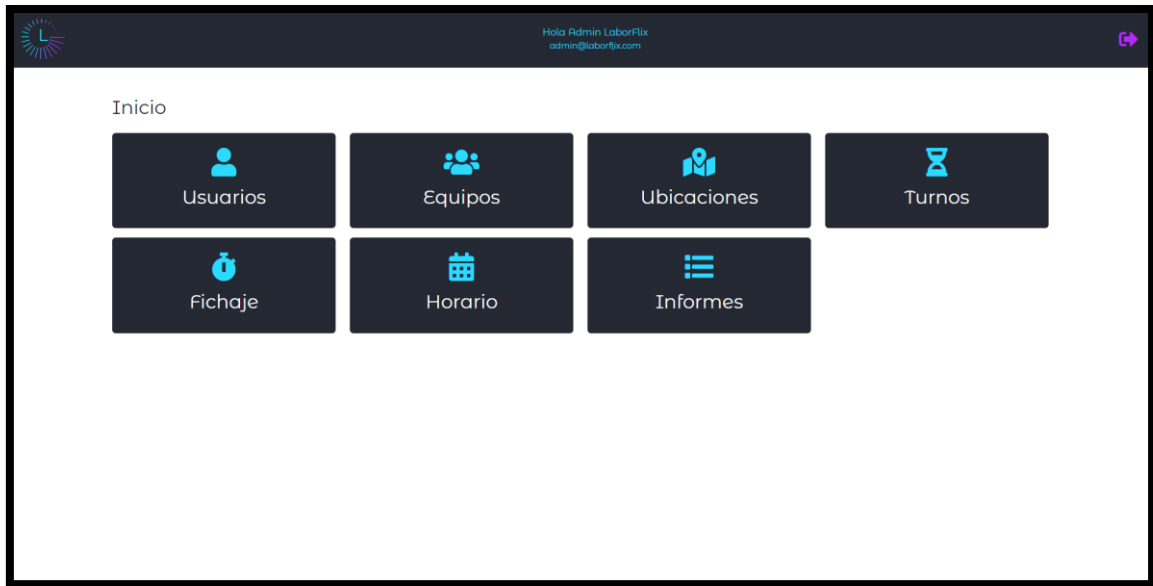 L
Hola Admin LaborFlix
admin@laborflix.com
Inicio
Usuarios
Equipos
Ubicaciones
Turnos
Fichaje
Horario
Informes